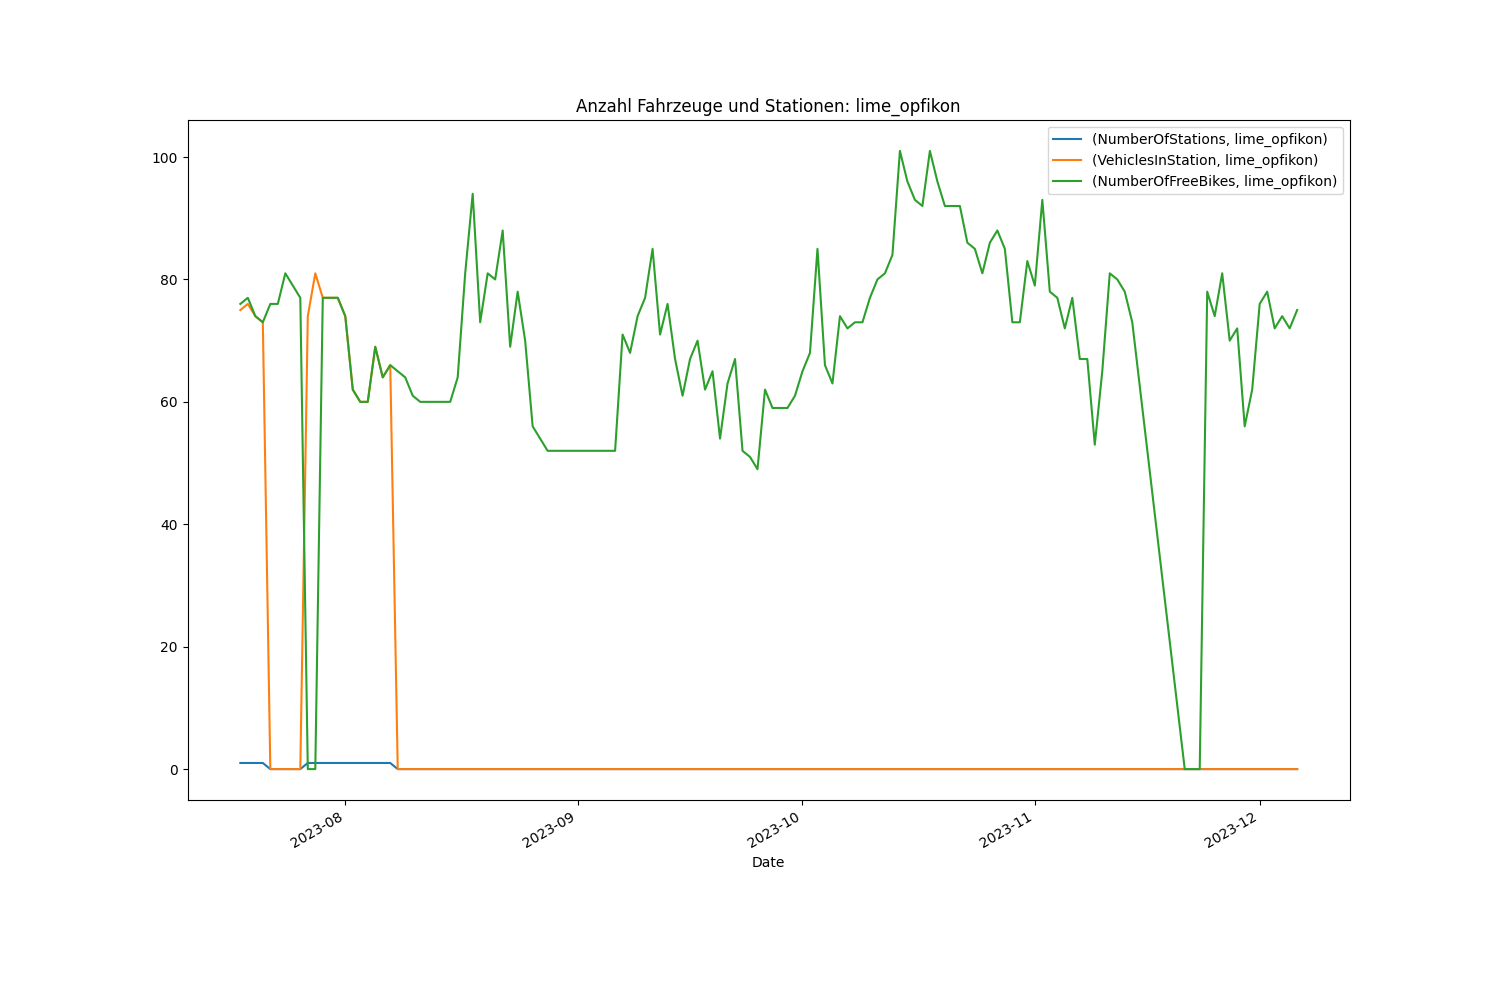 Anzahl Fahrzeuge und Stationen: lime_opfikon
(NumberOfStations, lime_opfikon)
(VehiclesInStation, lime_opfikon)
(NumberOfFreeBikes, lime_opfikon)
100
80
60
40
20
0
2023-08
2023-09
2023-10
2023-11
2023-12
Date